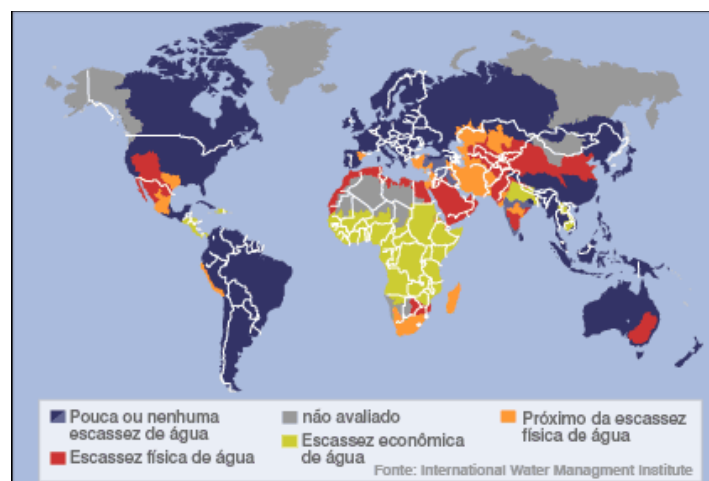 Pouca ou nenhuma
escassez de água
Escassez física de água
não avaliado
Escassez econômica
de água
Próximo da escassez
física de água
Fonte: International Water Managment Institute